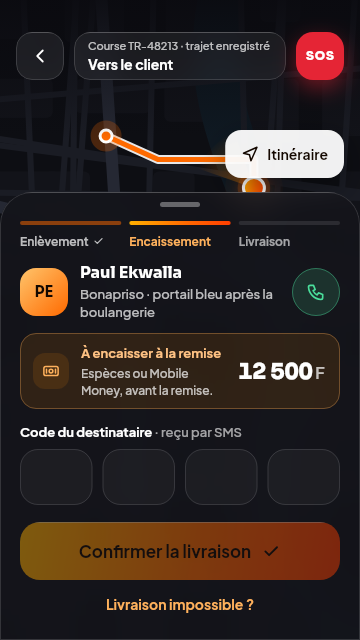 Course TR-48213 · trajet enregistré
Vers le client
SOS
Itinéraire
Enlèvement
Encaissement
Livraison
PE
Paul Ekwalla
Bonapriso · portail bleu après la
boulangerie
À encaisser à la remise
Espèces ou Mobile
Money, avant la remise.
12 500 F
Code du destinataire · reçu par SMS
Confirmer la livraison
Livraison impossible ?